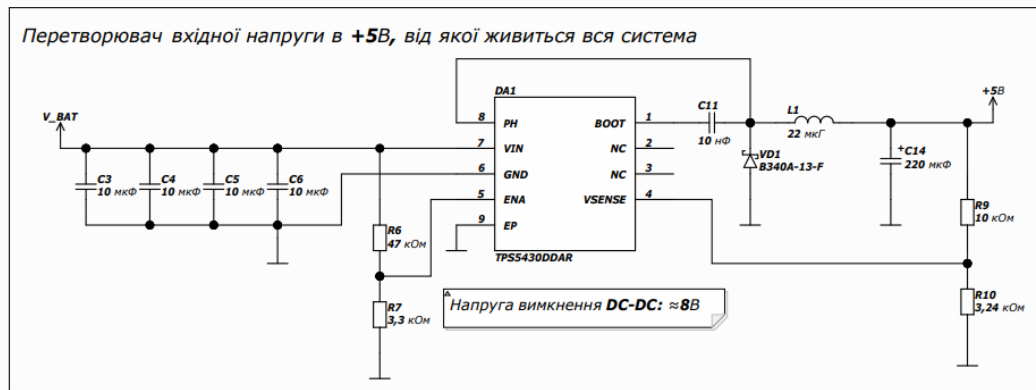 Перетворювач вхідної напруги в +5В, від якої живиться вся система
V_BAT
C3
10 мкФ
C4
10 мкФ
C5
10 мкФ
C6
10 мкФ
R6
47 кОм
R7
3,3 кОм
DA1
8 PH
7 VIN
6 GND
5 ENA
9 EP
BOOT 1
NC 2
NC 3
VSENSE 4
TPS5430DDAR
Напруга вимкнення DC-DC: ≈8В
C11
10 нФ
VD1
B340A-13-F
L1
22 мкГ
+5В
+C14
220 мкФ
R9
10 кОм
R10
3,24 кОм